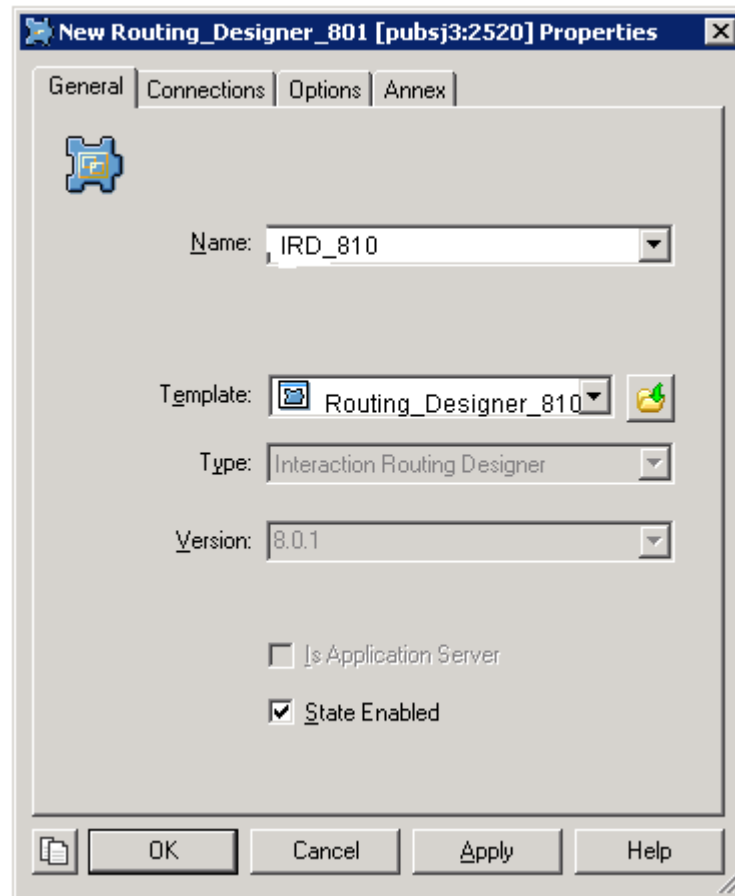 New Routing_Designer_801 [pubsj3:2520] Properties
General Connections Options Annex
Name: IRD_810
Template: Routing_Designer_810
Type: Interaction Routing Designer
Version: 8.0.1
Is Application Server
State Enabled
OK Cancel Apply Help